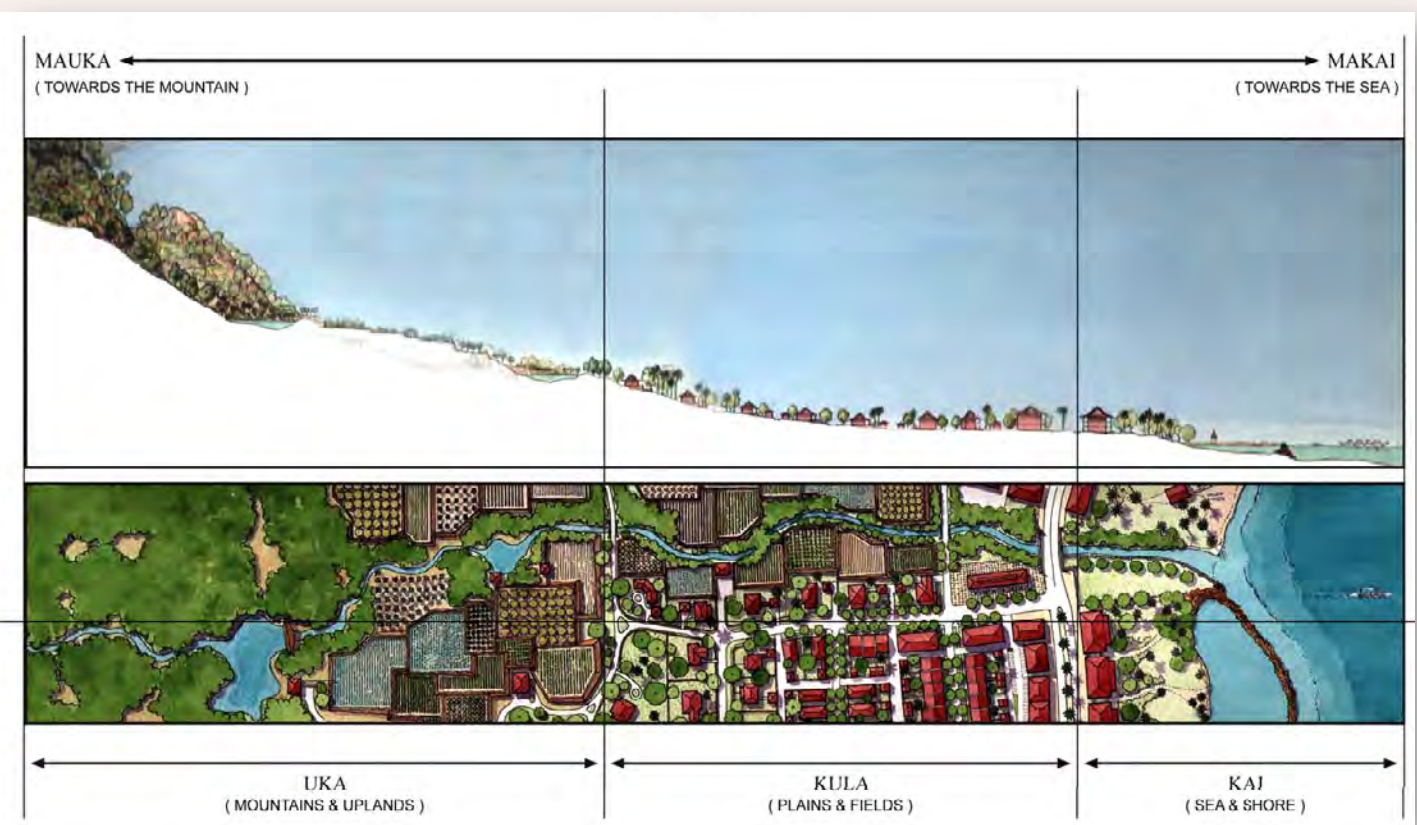 MAUKA
( TOWARDS THE MOUNTAIN )
MAKAI
( TOWARDS THE SEA )
UKA
( MOUNTAINS & UPLANDS )
KULA
( PLAINS & FIELDS )
KAI
( SEA & SHORE )